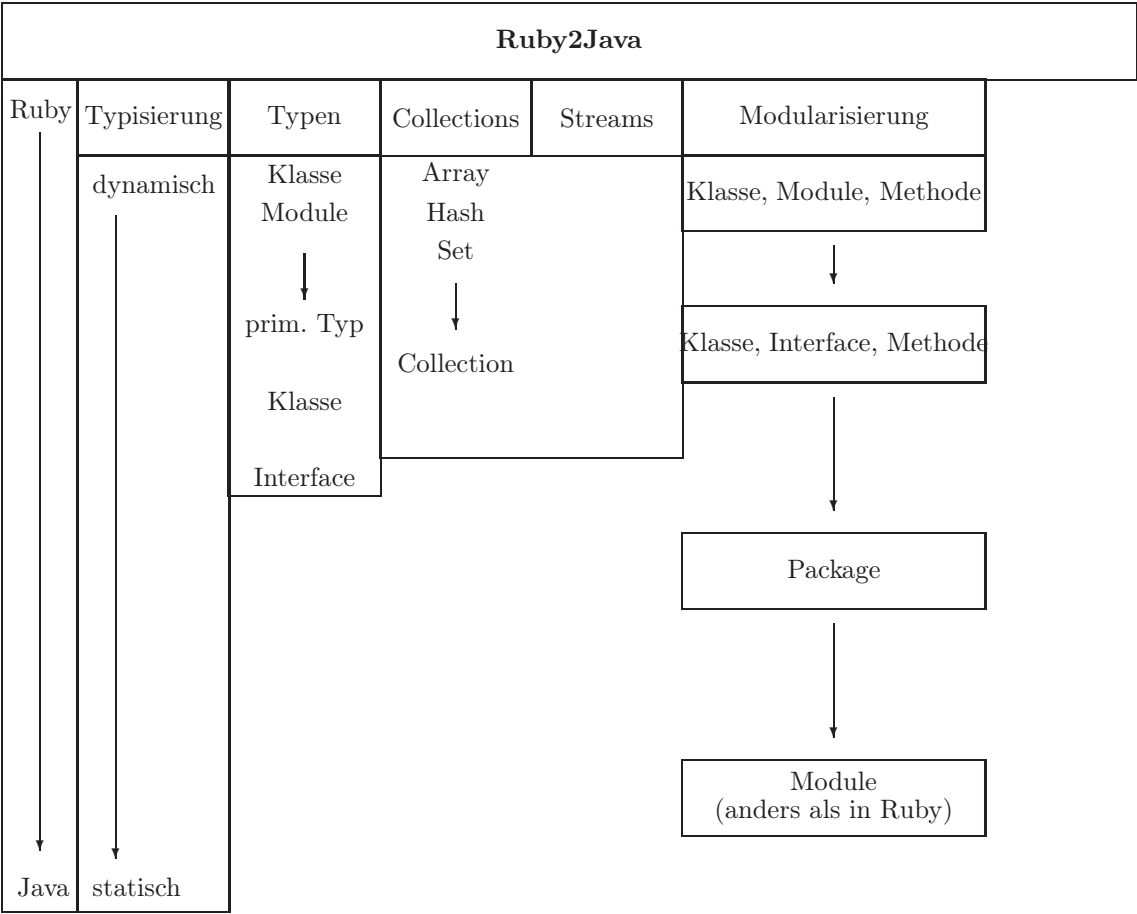 Ruby2Java
Ruby
Typisierung
Typen
Collections
Streams
Modularisierung
dynamisch
Klasse
Module
Array
Hash
Set
Klasse, Module, Methode
prim. Typ
Klasse
Interface
Collection
Klasse, Interface, Methode
Package
Module
(anders als in Ruby)
Java
statisch